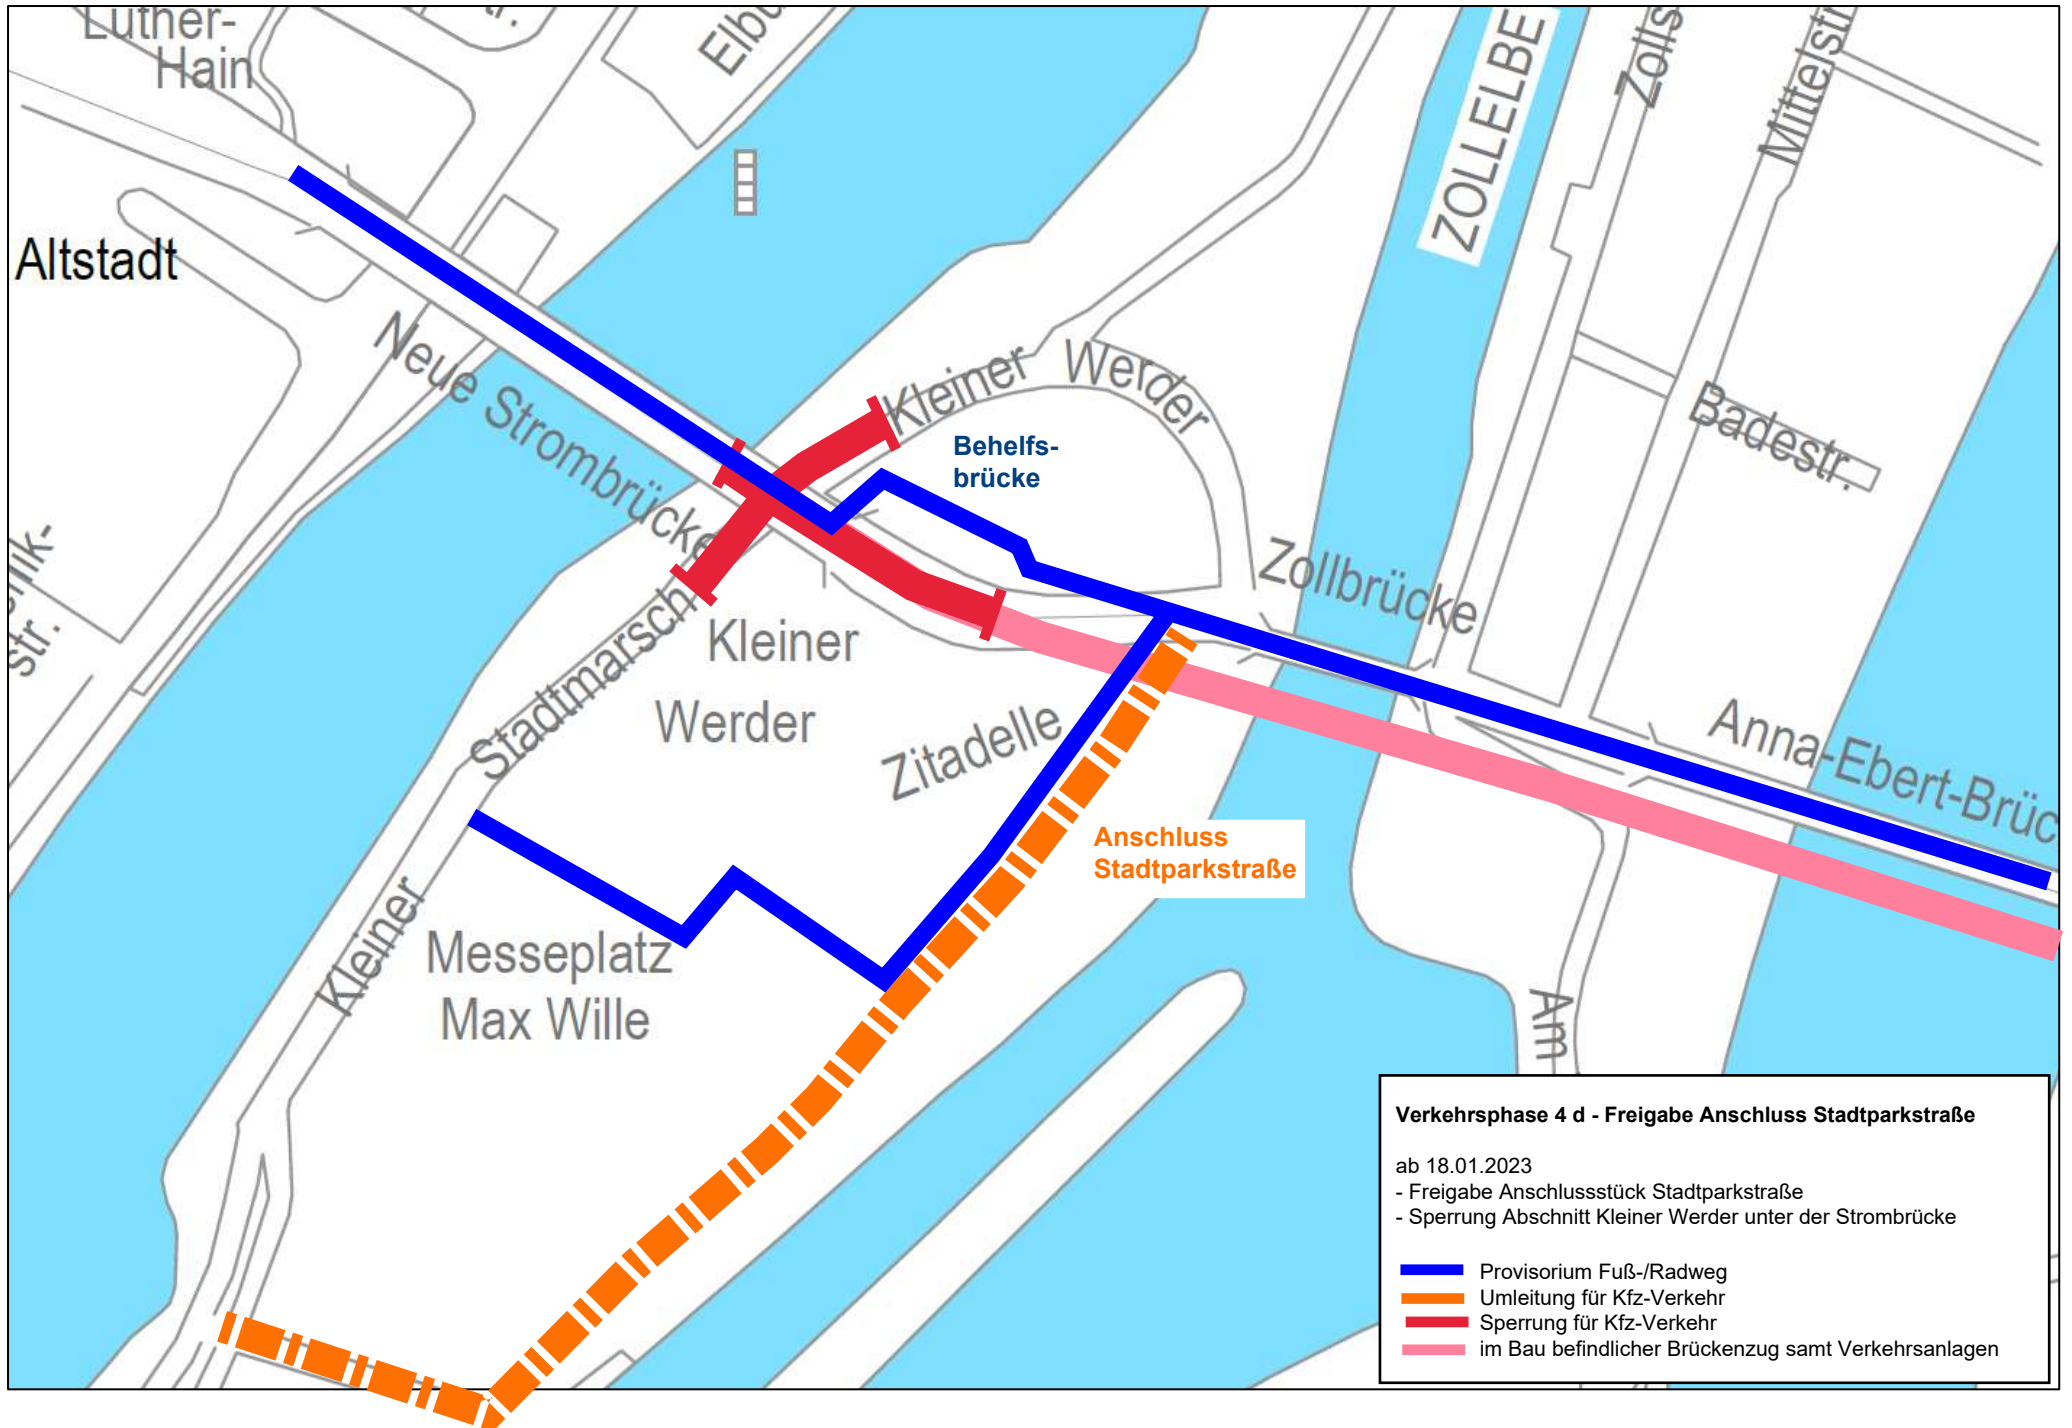 Luther-
Hain
tr.
ZOLLELBE
Zolls
Mittelstr
Altstadt
Neue Strombrücke
Kleiner Werder
Badestr.
Behelfs-
brücke
str.
Zollbrücke
Stadtmarsch
Kleiner
Werder
Zitadelle
Anna-Ebert-Brüc
Anschluss
Stadtparkstraße
Kleiner
Messeplatz
Max Wille
Am
Verkehrsphase 4 d - Freigabe Anschluss Stadtparkstraße
ab 18.01.2023
- Freigabe Anschlussstück Stadtparkstraße
- Sperrung Abschnitt Kleiner Werder unter der Strombrücke
Provisorium Fuß-/Radweg
Umleitung für Kfz-Verkehr
Sperrung für Kfz-Verkehr
im Bau befindlicher Brückenzug samt Verkehrsanlagen